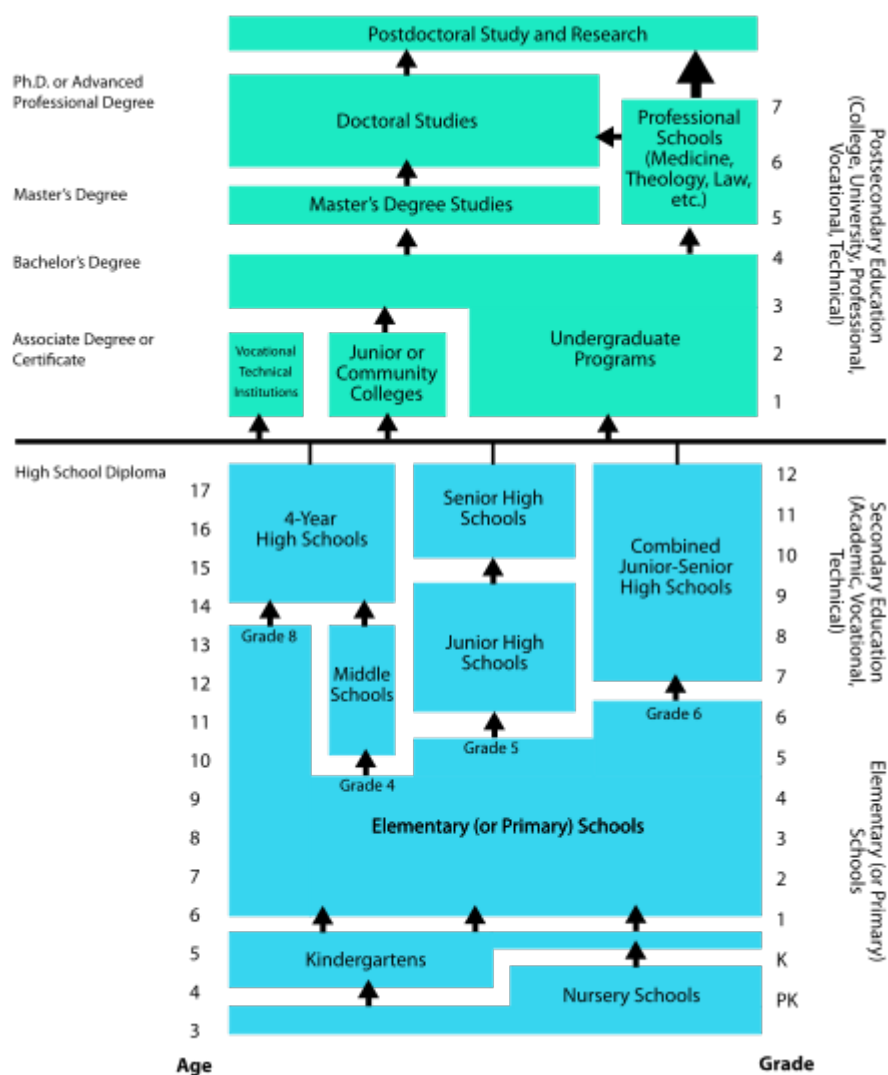 Postdoctoral Study and Research
Ph.D. or Advanced
Professional Degree
Doctoral Studies
Professional
Schools
(Medicine,
Theology, Law,
etc.)
7
6
5
Master's Degree
Master's Degree Studies
Bachelor's Degree
4
3
Associate Degree or
Certificate
Vocational
Technical
Institutions
Junior or
Community
Colleges
Undergraduate
Programs
2
1
Postsecondary Education
(College, University, Professional,
Vocational, Technical)
High School Diploma
17
16
15
14
13
12
11
10
9
8
7
6
5
4
3
Age
4-Year
High Schools
Senior High
Schools
Combined
Junior-Senior
High Schools
Grade 8
Middle
Schools
Junior High
Schools
Grade 6
Grade 5
Grade 4
Elementary (or Primary) Schools
Kindergartens
Nursery Schools
12
11
10
9
8
7
6
5
4
3
2
1
K
PK
Grade
Secondary Education
(Academic, Vocational,
Technical)
Elementary (or Primary)
Schools